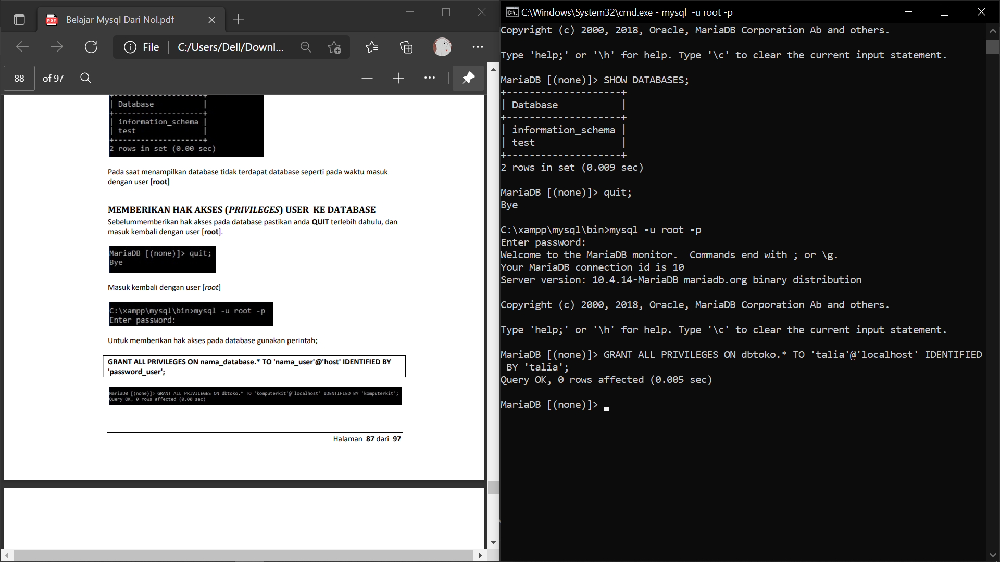 Belajar Mysql Dari Nol.pdf
File
C:/Users/Dell/Downl...
88 of 97
+--------------------+
| Database |
+--------------------+
| information_schema |
| test |
+--------------------+
2 rows in set (0.00 sec)
Pada saat menampilkan database tidak terdapat database seperti pada waktu masuk
dengan user [root]
MEMBERIKAN HAK AKSES (PRIVILEGES) USER KE DATABASE
Sebelummemberikan hak akses pada database pastikan anda QUIT terlebih dahulu, dan
masuk kembali dengan user [root].
MariaDB [(none)]> quit;
Bye
Masuk kembali dengan user [root]
C:\xampp\mysql\bin>mysql -u root -p
Enter password:
Untuk memberikan hak akses pada database gunakan perintah;
GRANT ALL PRIVILEGES ON nama_database.* TO 'nama_user'@'host' IDENTIFIED BY
'password_user';
MariaDB [(none)]> GRANT ALL PRIVILEGES ON dbtoko.* TO 'komputerkit'@'localhost' IDENTIFIED BY 'komputerkit';
Query OK, 0 rows affected (0.00 sec)
Halaman 87 dari 97
C:\Windows\System32\cmd.exe - mysql -u root -p
Copyright (c) 2000, 2018, Oracle, MariaDB Corporation Ab and others.
Type 'help;' or '\h' for help. Type '\c' to clear the current input statement.
MariaDB [(none)]> SHOW DATABASES;
+--------------------+
| Database |
+--------------------+
| information_schema |
| test |
+--------------------+
2 rows in set (0.009 sec)
MariaDB [(none)]> quit;
Bye
C:\xampp\mysql\bin>mysql -u root -p
Enter password:
Welcome to the MariaDB monitor. Commands end with ; or \g.
Your MariaDB connection id is 10
Server version: 10.4.14-MariaDB mariadb.org binary distribution
Copyright (c) 2000, 2018, Oracle, MariaDB Corporation Ab and others.
Type 'help;' or '\h' for help. Type '\c' to clear the current input statement.
MariaDB [(none)]> GRANT ALL PRIVILEGES ON dbtoko.* TO 'talia'@'localhost' IDENTIFIED
BY 'talia';
Query OK, 0 rows affected (0.005 sec)
MariaDB [(none)]>